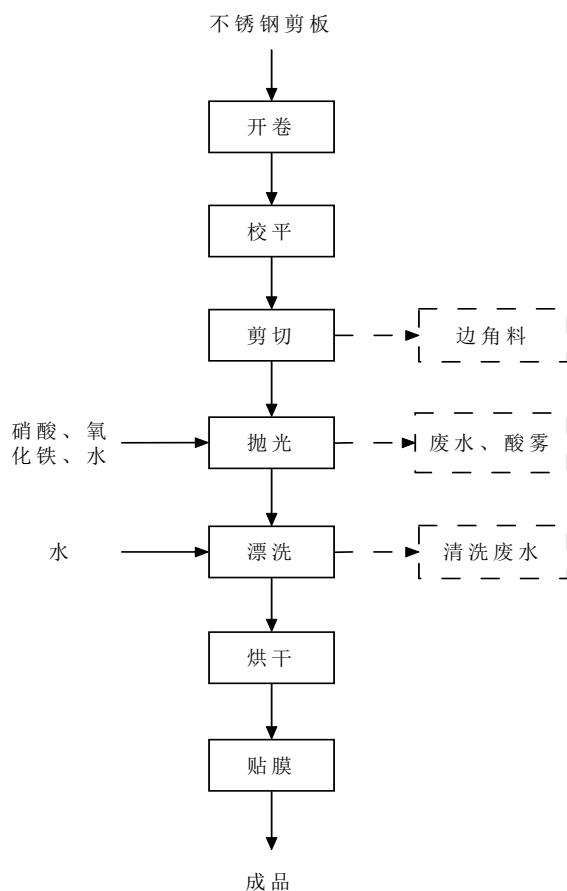 不锈钢剪板
开卷
校平
剪切
边角料
硝酸、氧
化铁、水
抛光
废水、酸雾
水
漂洗
清洗废水
烘干
贴膜
成品